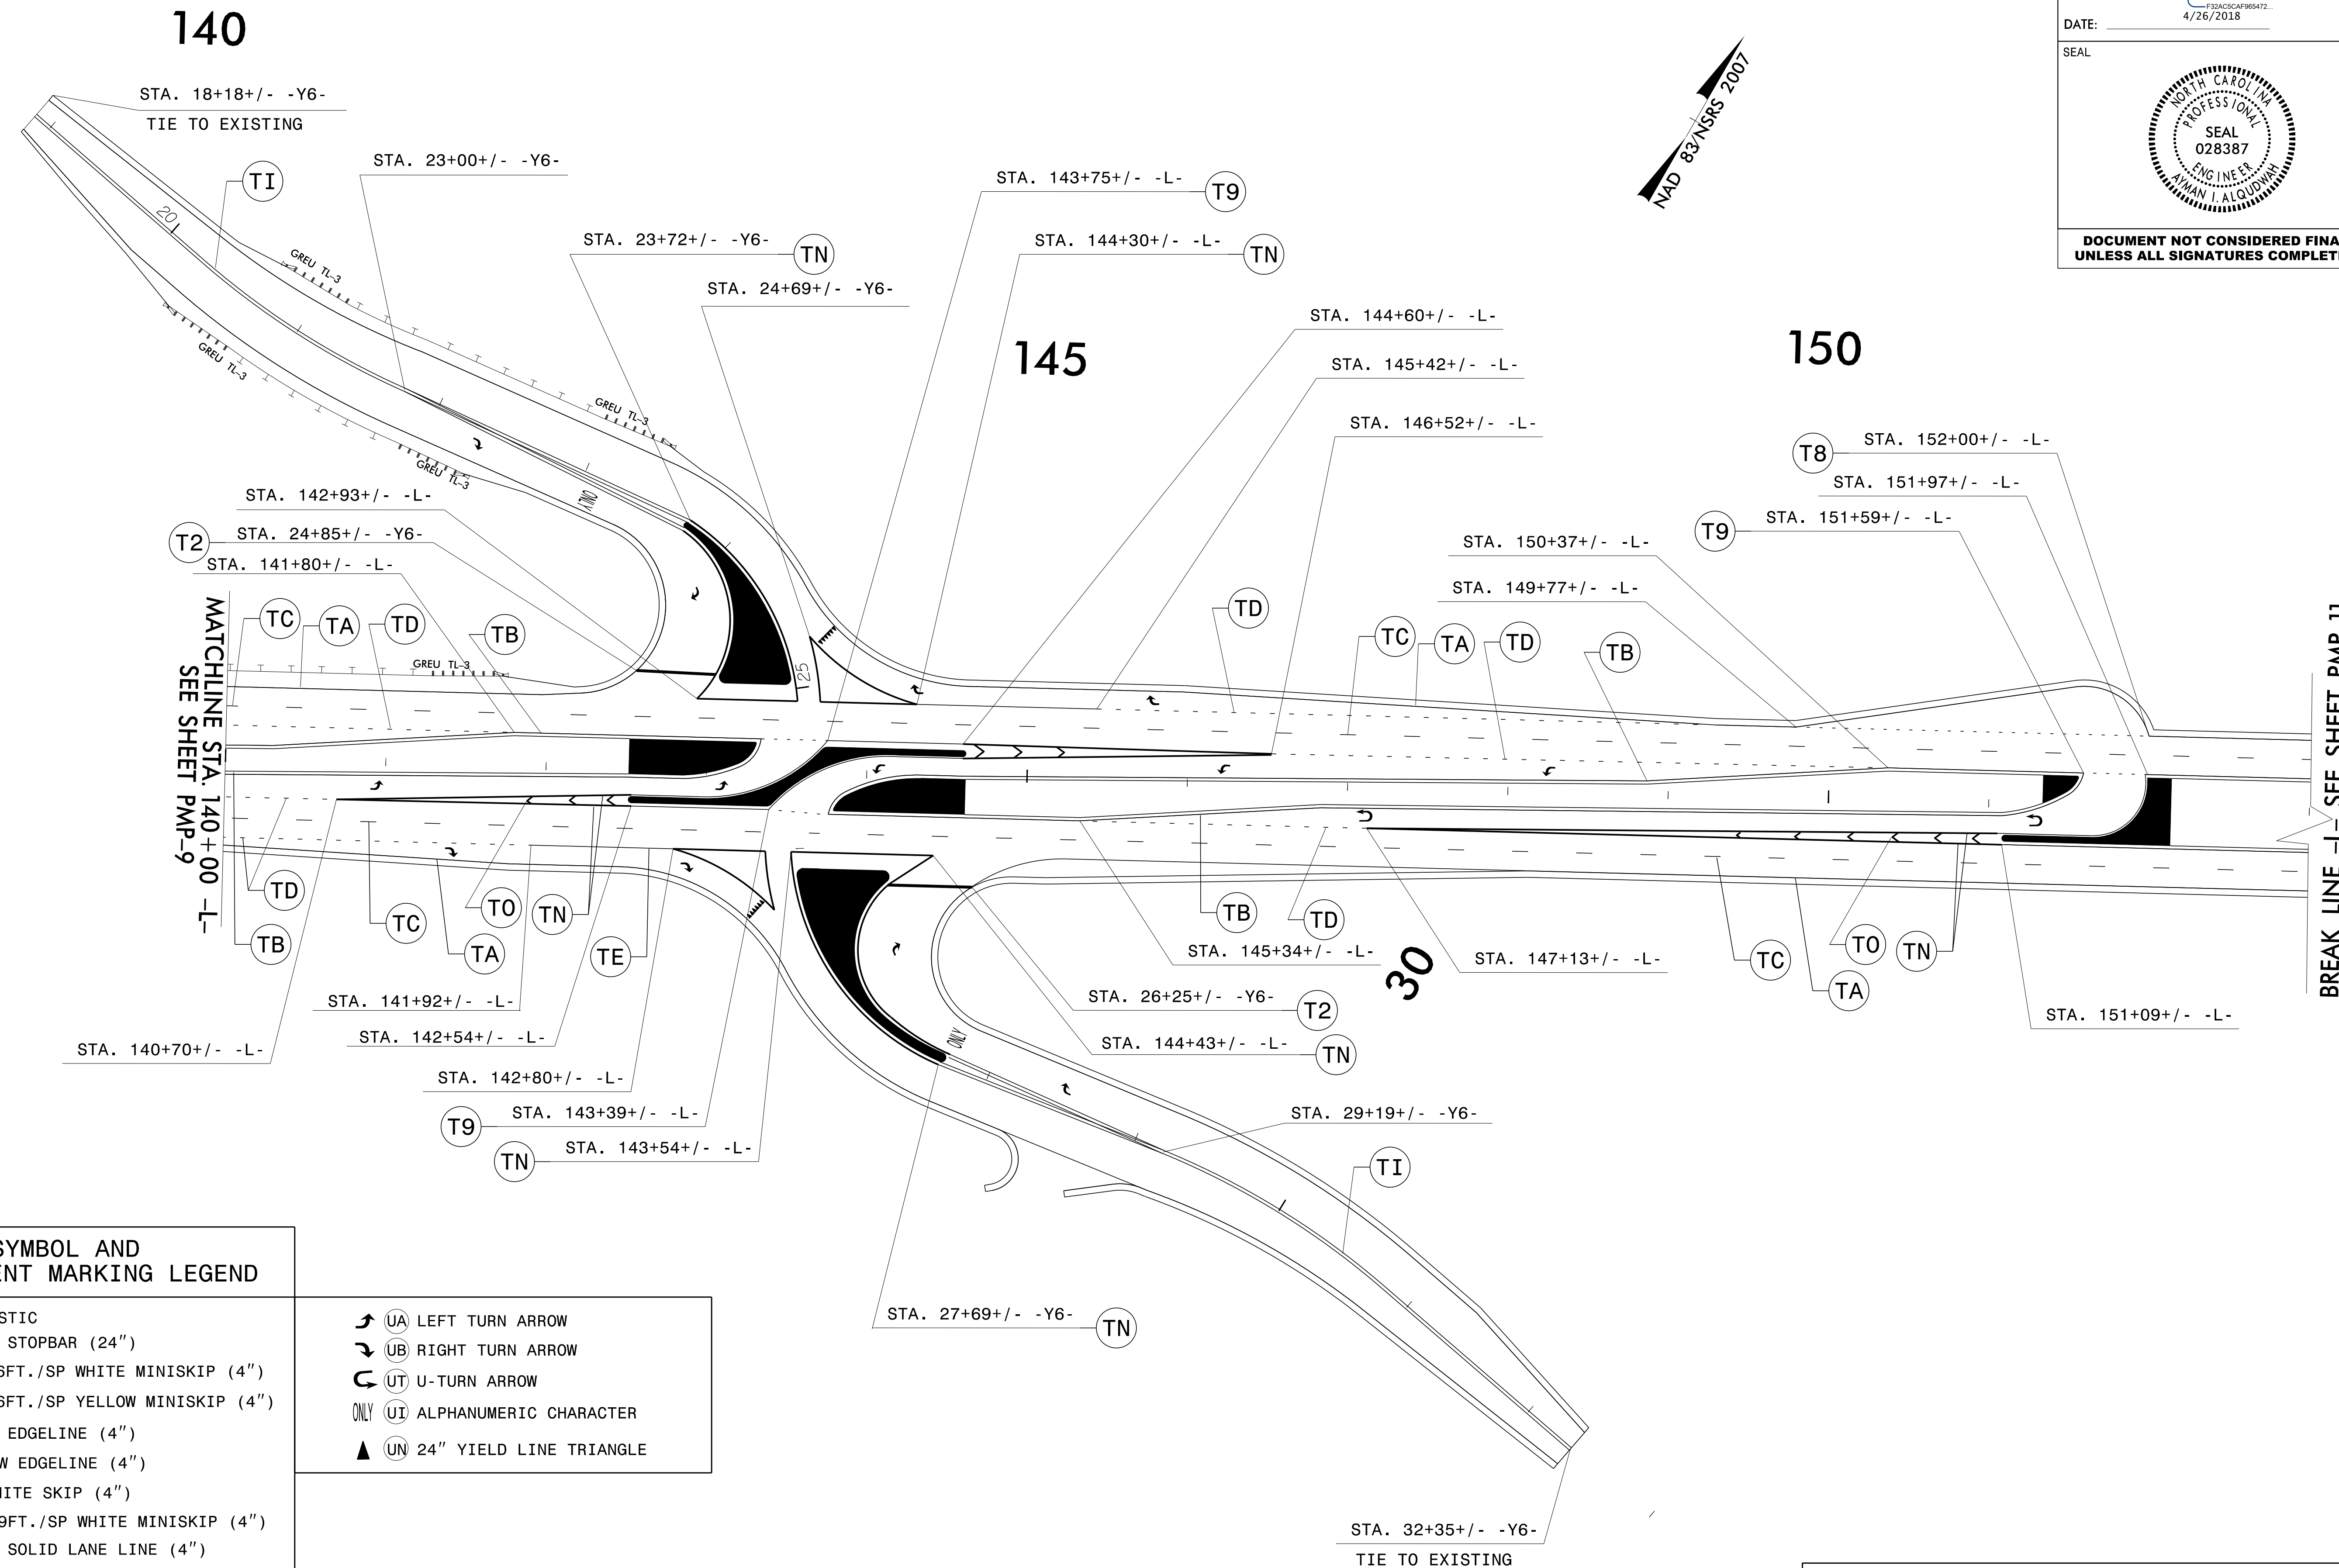 140
F32AC5CAF965472...
4/26/2018
DATE:
SEAL
NORTH CAROLINA
PROFESSIONAL
SEAL
028387
ENGINEER
AYMAN I. ALQUDWAH
DOCUMENT NOT CONSIDERED FINA
UNLESS ALL SIGNATURES COMPLET
NAD 83/NSRS 2007
STA. 18+18+/- -Y6-
TIE TO EXISTING
TI
20
STA. 23+00+/- -Y6-
GREU TL-3
GREU TL-3
GREU TL-3
GREU TL-3
STA. 23+72+/- -Y6-
TN
STA. 24+69+/- -Y6-
STA. 143+75+/- -L-
T9
STA. 144+30+/- -L-
TN
145
STA. 144+60+/- -L-
STA. 145+42+/- -L-
STA. 146+52+/- -L-
150
T8
STA. 152+00+/- -L-
STA. 151+97+/- -L-
T9
STA. 151+59+/- -L-
STA. 150+37+/- -L-
STA. 149+77+/- -L-
ONLY
STA. 142+93+/- -L-
T2
STA. 24+85+/- -Y6-
STA. 141+80+/- -L-
MATCHLINE STA. 140+00 -L-
SEE SHEET PMP-9
TC
TA
TD
TB
GREU TL-3
25
TD
TC
TA
TD
TB
BREAK LINE -L- SEE SHEET PMP 11
TD
TB
TC
TA
TO
TN
TE
TB
TD
30
TC
TA
TO
TN
STA. 145+34+/- -L-
STA. 147+13+/- -L-
STA. 26+25+/- -Y6-
T2
STA. 144+43+/- -L-
TN
STA. 151+09+/- -L-
STA. 141+92+/- -L-
STA. 142+54+/- -L-
STA. 140+70+/- -L-
STA. 142+80+/- -L-
T9
STA. 143+39+/- -L-
TN
STA. 143+54+/- -L-
ONLY
STA. 29+19+/- -Y6-
TI
STA. 27+69+/- -Y6-
TN
STA. 32+35+/- -Y6-
TIE TO EXISTING
SYMBOL AND
ENT MARKING LEGEND
STIC
STOPBAR (24")
6FT./SP WHITE MINISKIP (4")
6FT./SP YELLOW MINISKIP (4")
EDGELINE (4")
W EDGELINE (4")
HITE SKIP (4")
9FT./SP WHITE MINISKIP (4")
SOLID LANE LINE (4")
UA LEFT TURN ARROW
UB RIGHT TURN ARROW
UT U-TURN ARROW
ONLY UI ALPHANUMERIC CHARACTER
UN 24" YIELD LINE TRIANGLE